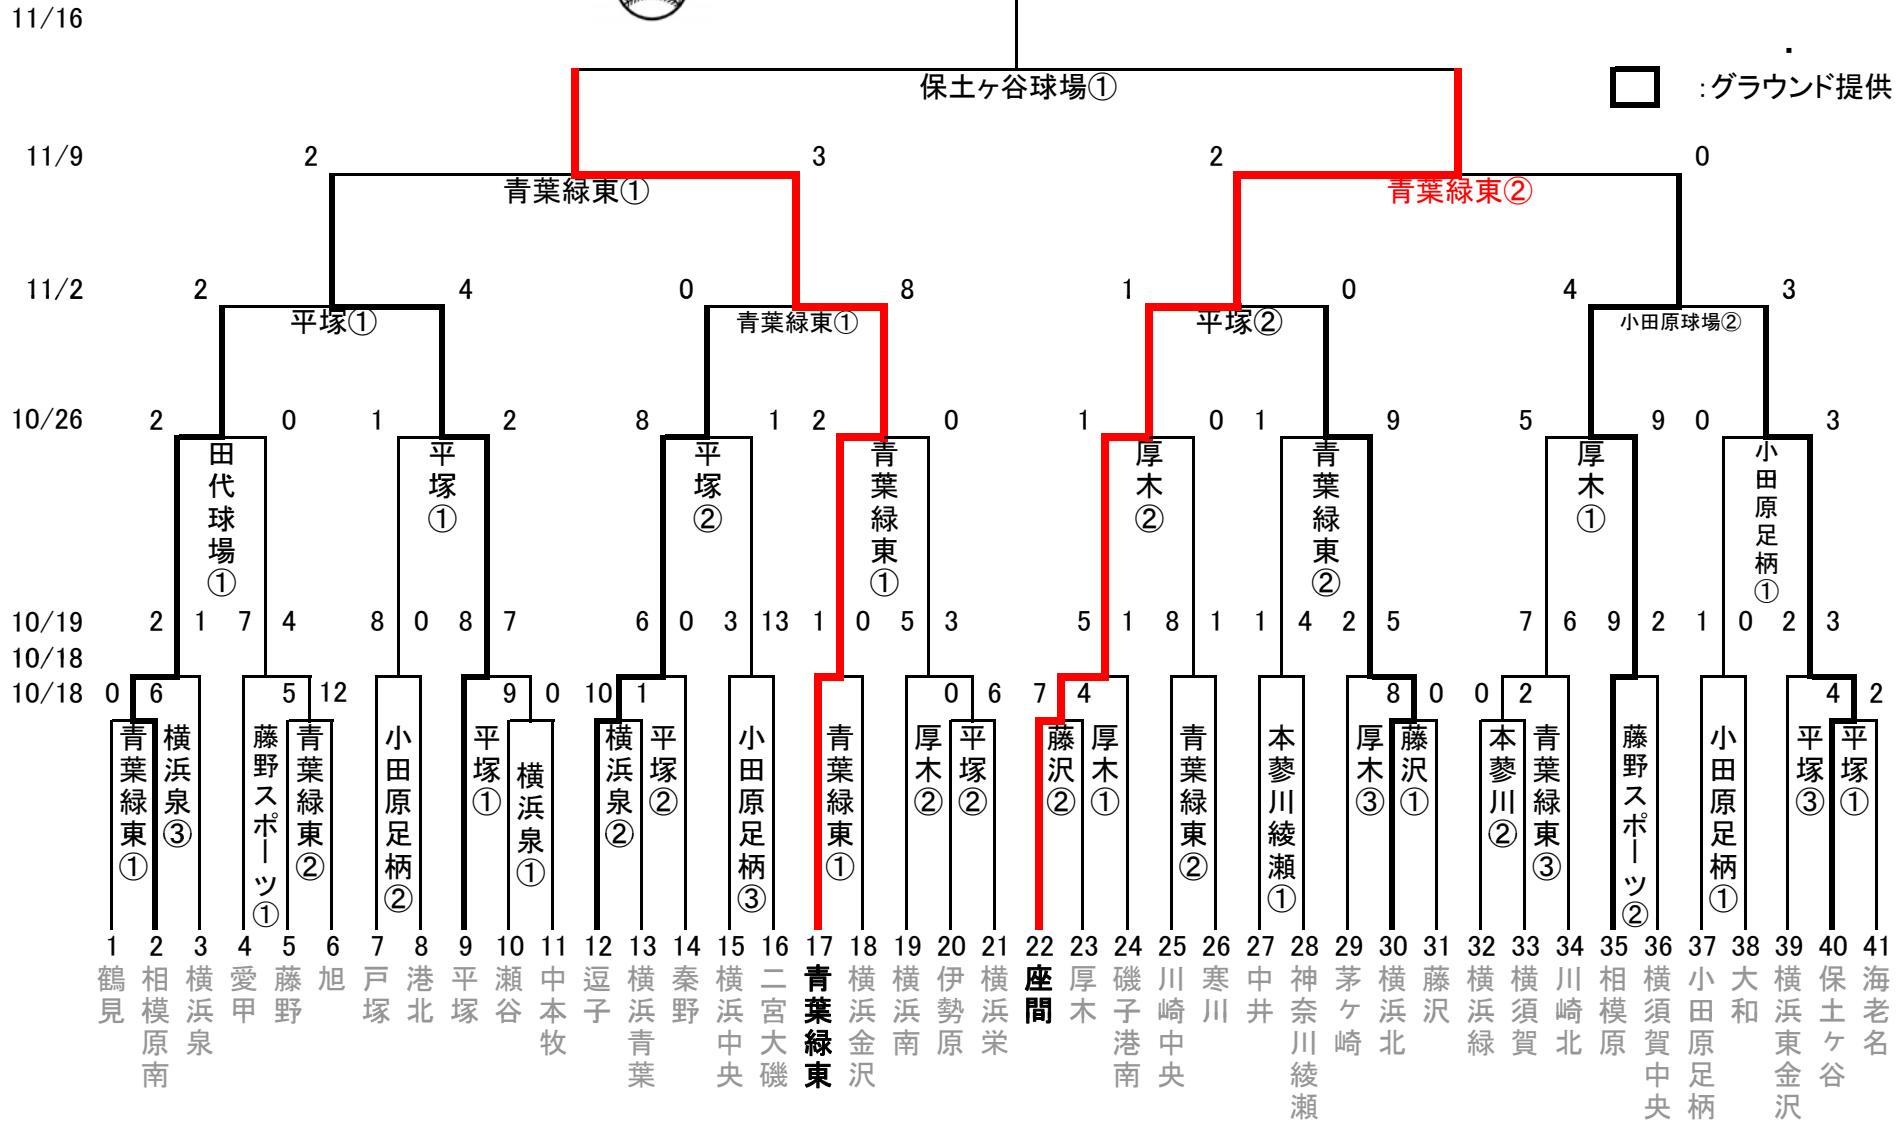 11/16
保土ヶ谷球場①
:グラウンド提供
11/9
2 3 2 0
青葉緑東① 青葉緑東②
11/2
2 4 0 8 1 0 4 3
平塚① 青葉緑東① 平塚② 小田原球場②
10/26
2 0 1 2 8 1 2 0 1 0 1 9 5 9 0 3
田代球場① 平塚① 平塚② 青葉緑東① 厚木② 青葉緑東② 厚木① 小田原足柄①
10/19
2 1 7 4 8 0 8 7 6 0 3 13 1 0 5 3 5 1 8 1 1 4 2 5 7 6 9 2 1 0 2 3
10/18
10/18
0 6 5 12 9 0 10 1 0 6 7 4 8 0 0 2 4 2
青葉緑東① 横浜泉③ 藤野スポーツ① 青葉緑東② 小田原足柄② 平塚① 横浜泉① 横浜泉② 平塚② 小田原足柄③ 青葉緑東① 厚木② 平塚② 藤沢② 厚木① 青葉緑東② 本蓼川綾瀬① 厚木③ 藤沢① 本蓼川② 青葉緑東③ 藤野スポーツ② 小田原足柄① 平塚③ 平塚①
1 2 3 4 5 6 7 8 9 10 11 12 13 14 15 16 17 18 19 20 21 22 23 24 25 26 27 28 29 30 31 32 33 34 35 36 37 38 39 40 41
鶴見 相模原南 横浜泉 愛甲 藤野 旭 戸塚 港北 平塚 瀬谷 中本牧 逗子 横浜青葉 秦野 横浜中央 二宮大磯 青葉緑東 横浜金沢 横浜南 伊勢原 横浜栄 座間 厚木 磯子港南 川崎中央 寒川 中井 神奈川綾瀬 茅ヶ崎 横浜北 藤沢 横浜緑 横須賀 川崎北 相模原 横須賀中央 小田原足柄 大和 横浜東金沢 保土ケ谷 海老名